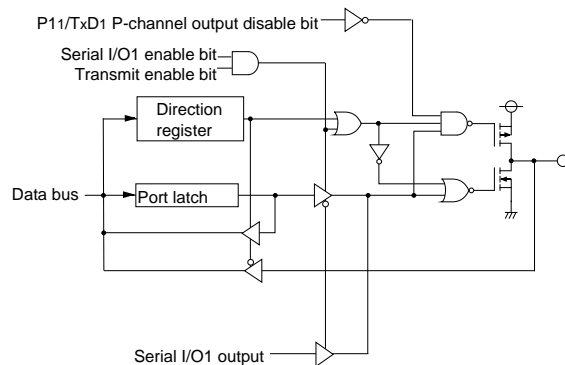 P11/TxD1 P-channel output disable bit
Serial I/O1 enable bit
Transmit enable bit
Direction
register
Data bus
Port latch
Serial I/O1 output